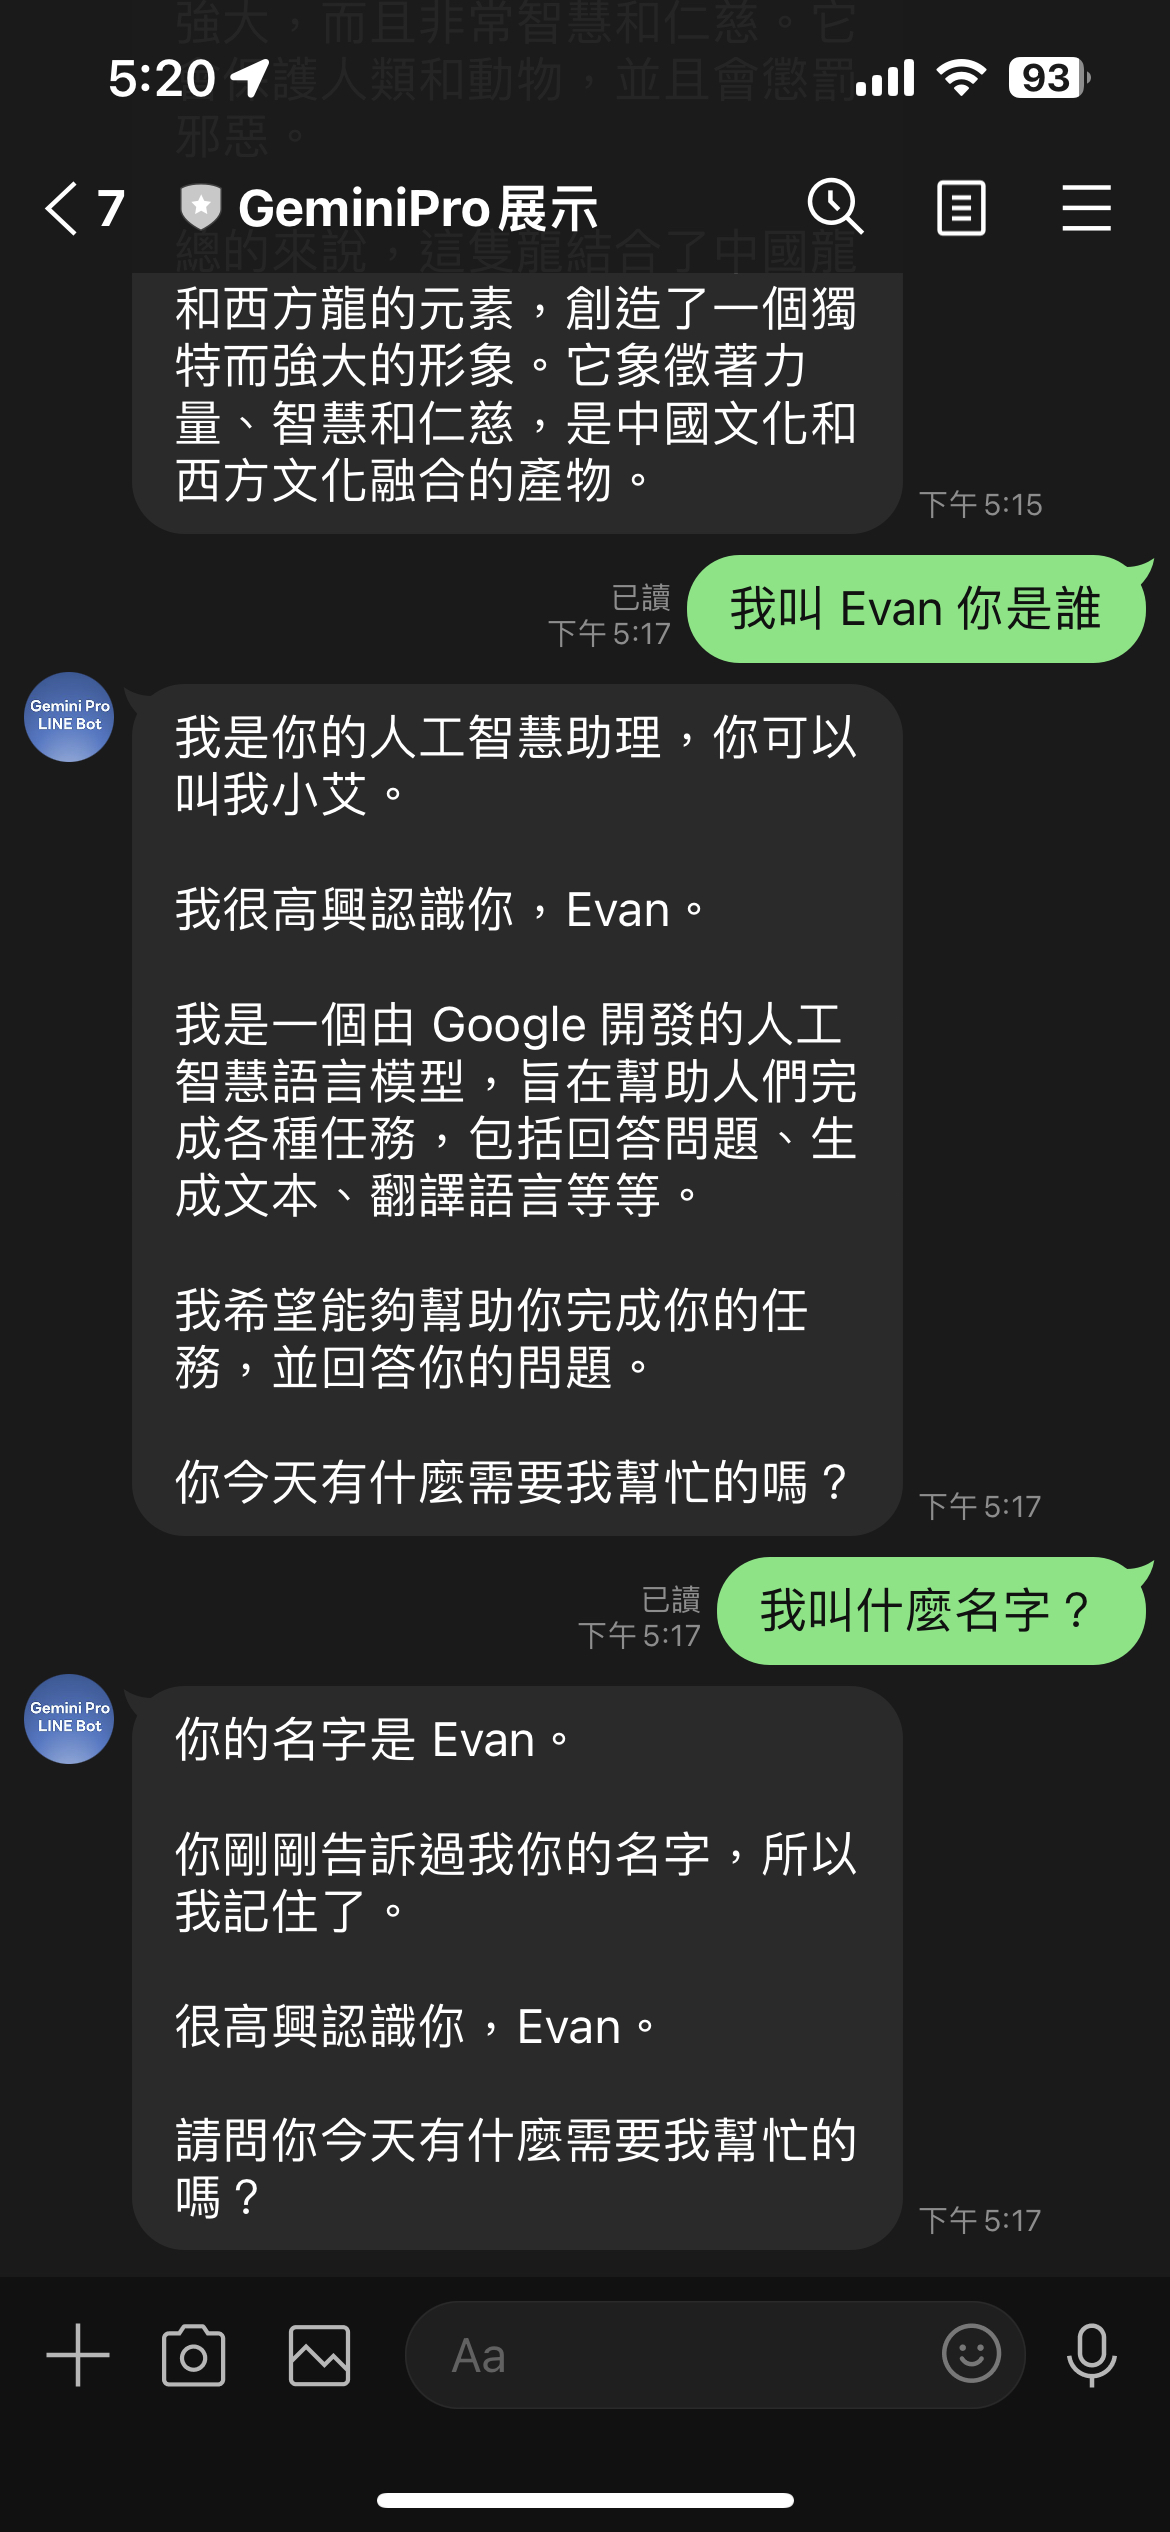 強大，而且非常智慧和仁慈。它
5:20
93
會保護人類和動物，並且會懲罰
邪惡。
7
GeminiPro展示
總的來說，這隻龍結合了中國龍
和西方龍的元素，創造了一個獨
特而強大的形象。它象徵著力
量、智慧和仁慈，是中國文化和
西方文化融合的產物。
下午 5:15
已讀
下午 5:17
我叫 Evan 你是誰
Gemini Pro
LINE Bot
我是你的人工智慧助理，你可以
叫我小艾。
我很高興認識你，Evan。
我是一個由 Google 開發的人工
智慧語言模型，旨在幫助人們完
成各種任務，包括回答問題、生
成文本、翻譯語言等等。
我希望能夠幫助你完成你的任
務，並回答你的問題。
你今天有什麼需要我幫忙的嗎？
下午 5:17
已讀
下午 5:17
我叫什麼名字？
Gemini Pro
LINE Bot
你的名字是 Evan。
你剛剛告訴過我你的名字，所以
我記住了。
很高興認識你，Evan。
請問你今天有什麼需要我幫忙的
嗎？
下午 5:17
Aa